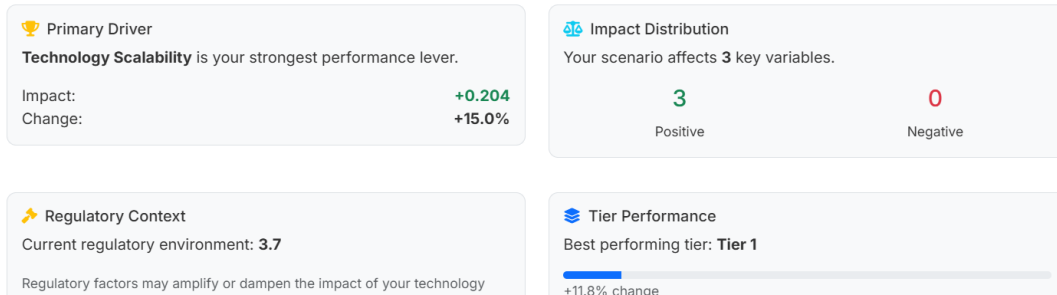 Primary Driver
Technology Scalability is your strongest performance lever.
Impact: +0.204
Change: +15.0%
Impact Distribution
Your scenario affects 3 key variables.
3 0
Positive Negative
Regulatory Context
Current regulatory environment: 3.7
Regulatory factors may amplify or dampen the impact of your technology
Tier Performance
Best performing tier: Tier 1
+11.8% change